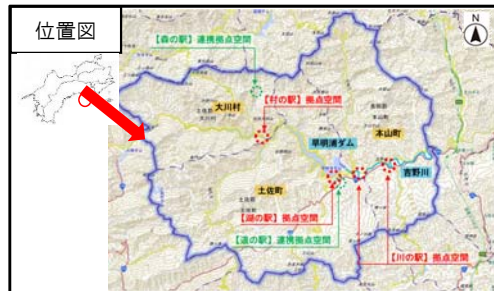 位置図
N
【森の駅】連携拠点空間
大川村
【村の駅】拠点空間
本山町
早明浦ダム
吉野川
土佐町
【湖の駅】拠点空間
【道の駅】連携拠点空間
【川の駅】拠点空間